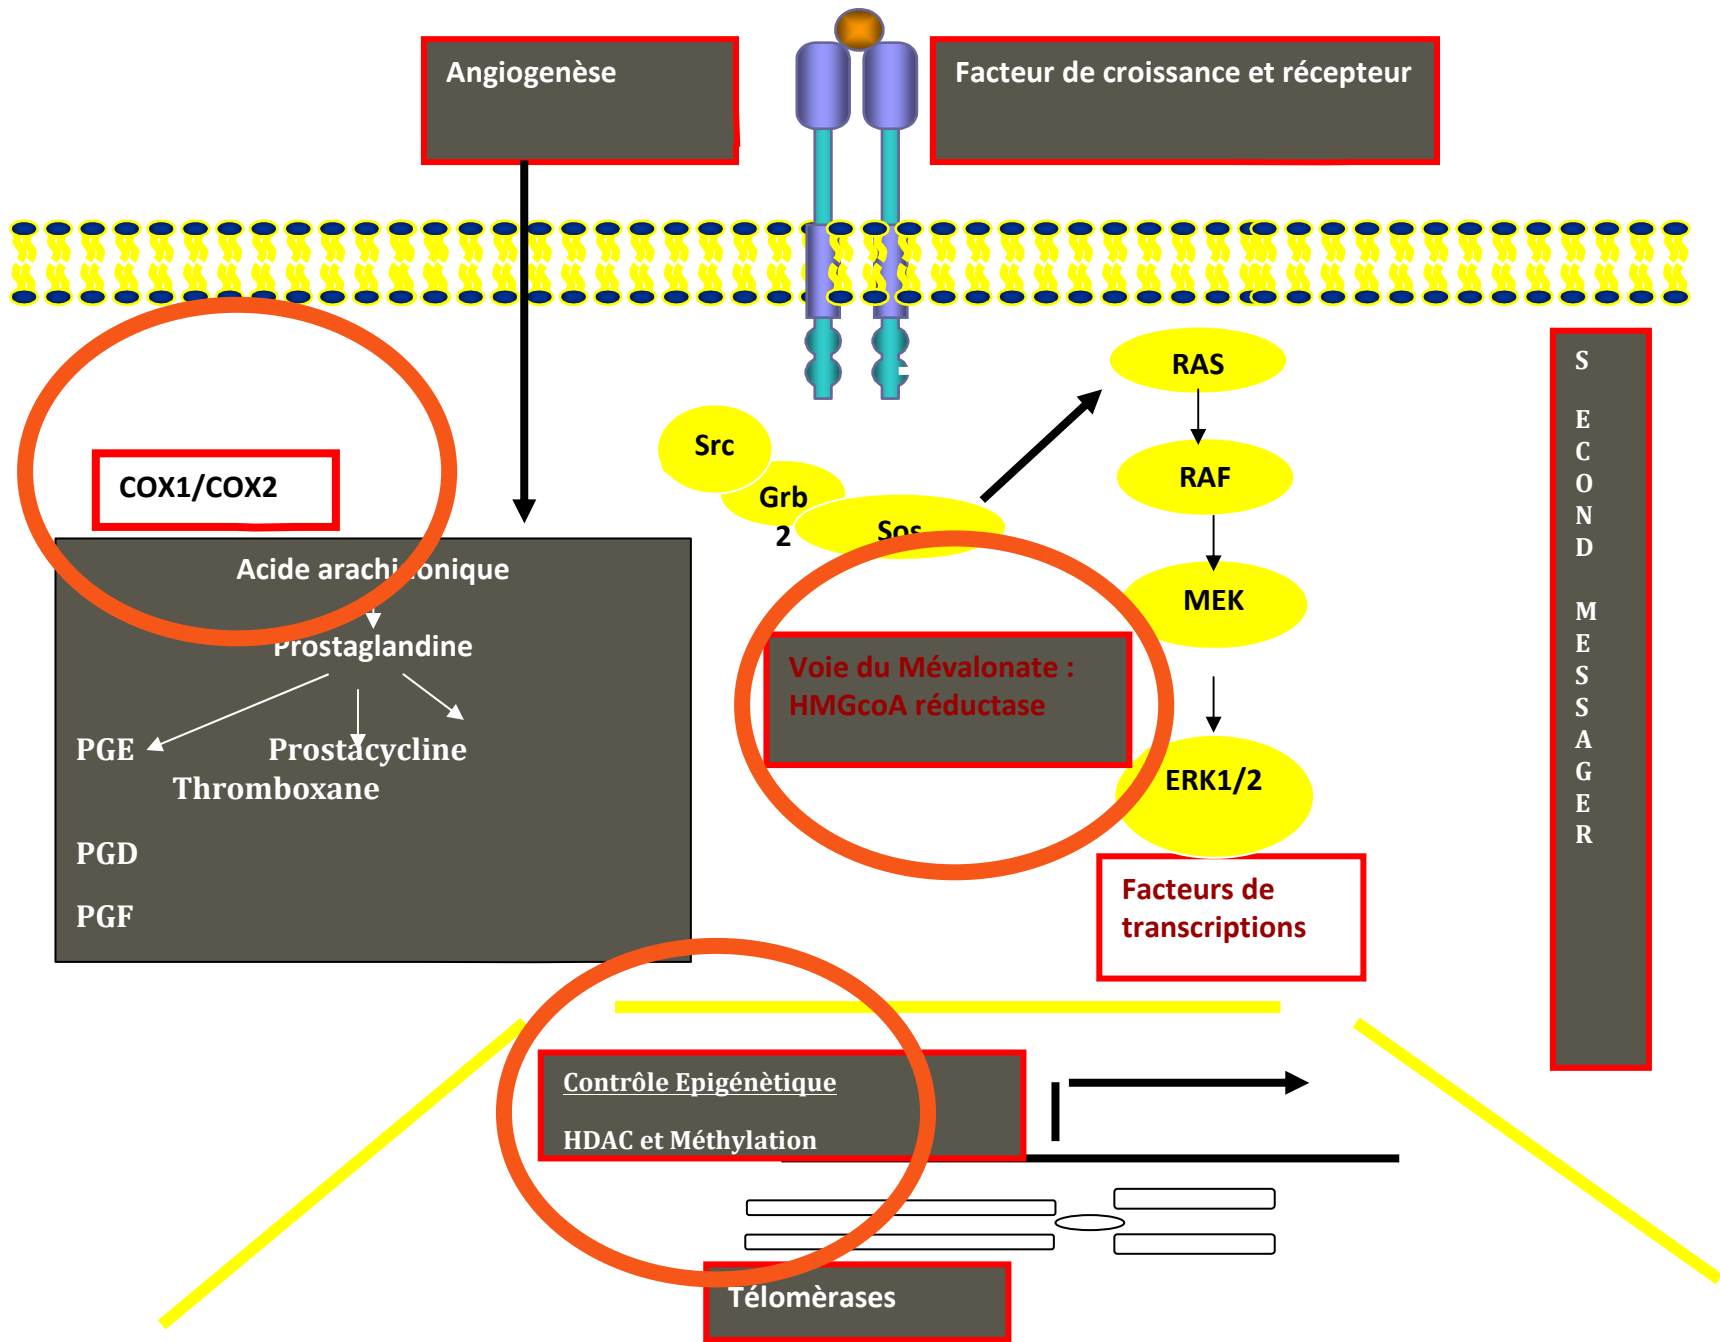 Angiogenèse
Facteur de croissance et récepteur
COX1/COX2
Acide arachidonique
Prostaglandine
PGE
Prostacycline
Thromboxane
PGD
PGF
Src
Grb
2
Sos
RAS
RAF
MEK
ERK1/2
Voie du Mévalonate :
HMGcoA réductase
Facteurs de
transcriptions
S
E
C
O
N
D
M
E
S
S
A
G
E
R
Contrôle Epigénètique
HDAC et Méthylation
Télomèrases